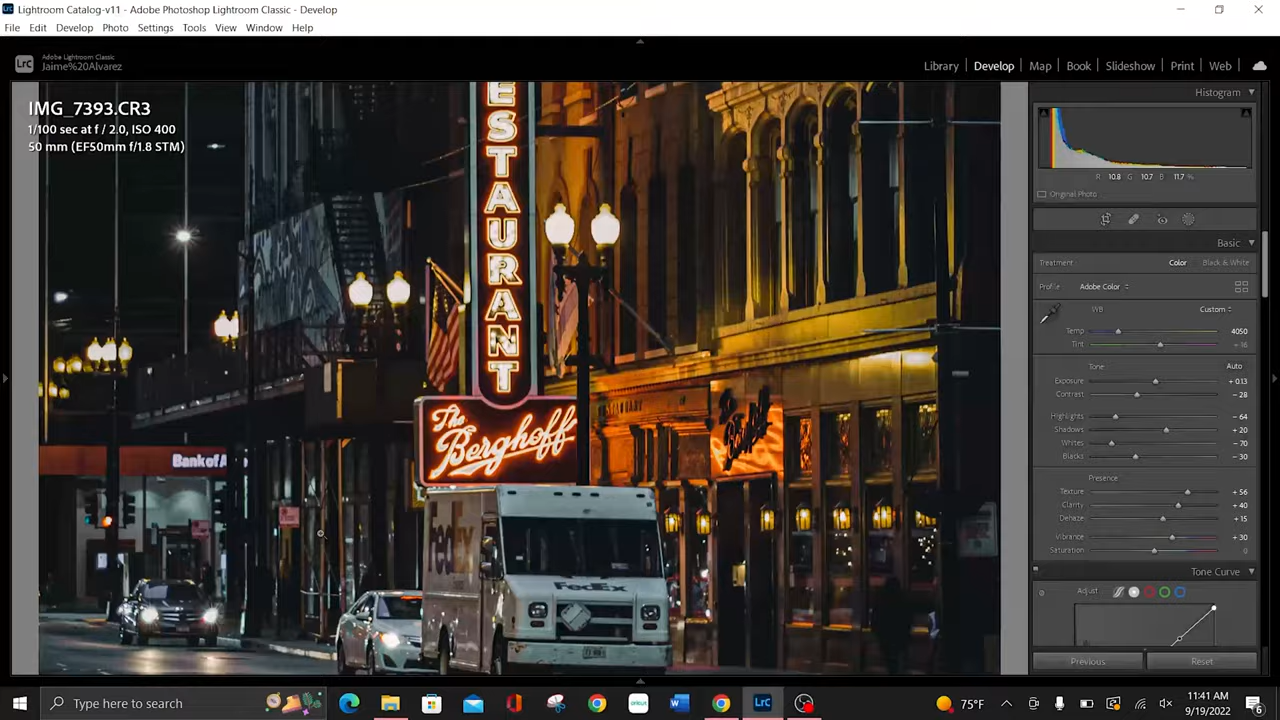 Lightroom Catalog-v11 - Adobe Photoshop Lightroom Classic - Develop
File Edit Develop Photo Settings Tools View Window Help
LrC
Adobe Lightroom Classic
Jaime%20Alvarez
Library Develop Map Book Slideshow Print Web
IMG_7393.CR3
1/100 sec at f / 2.0, ISO 400
50 mm (EF50mm f/1.8 STM)
Histogram
R 10.8 G 10.7 B 11.7 %
Original Photo
Basic
Treatment Color Black & White
Profile Adobe Color
WB Custom
Temp 4050
Tint + 16
Tone Auto
Exposure + 0.13
Contrast - 28
Highlights - 64
Shadows + 20
Whites - 70
Blacks - 30
Presence
Texture + 56
Clarity + 40
Dehaze + 15
Vibrance + 30
Saturation 0
Tone Curve
Adjust
Previous Reset
ESTAURANT
The
Berghoff
Bank of A
FedEx
FedEx
Type here to search
cricut
LrC
75°F
11:41 AM
9/19/2022
6